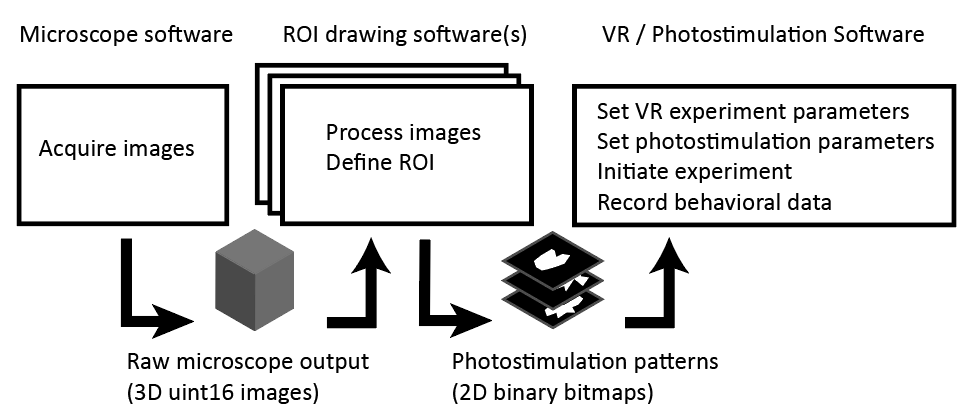 Microscope software
ROI drawing software(s)
VR / Photostimulation Software
Acquire images
Process images
Define ROI
Set VR experiment parameters
Set photostimulation parameters
Initiate experiment
Record behavioral data
Raw microscope output
(3D uint16 images)
Photostimulation patterns
(2D binary bitmaps)